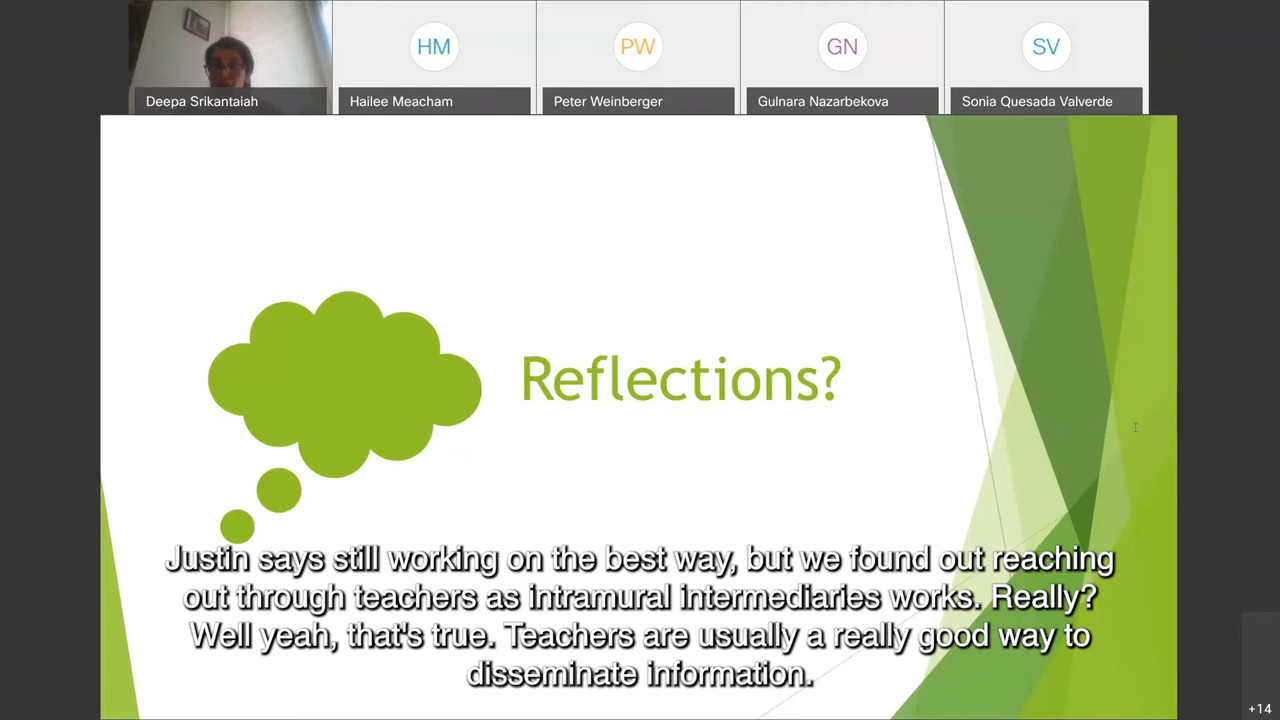 HM
PW
GN
SV
Deepa Srikantaiah
Hailee Meacham
Peter Weinberger
Gulnara Nazarbekova
Sonia Quesada Valverde
Reflections?
Justin says still working on the best way, but we found out reaching
out through teachers as intramural intermediaries works. Really?
Well yeah, that's true. Teachers are usually a really good way to
disseminate information.
+14